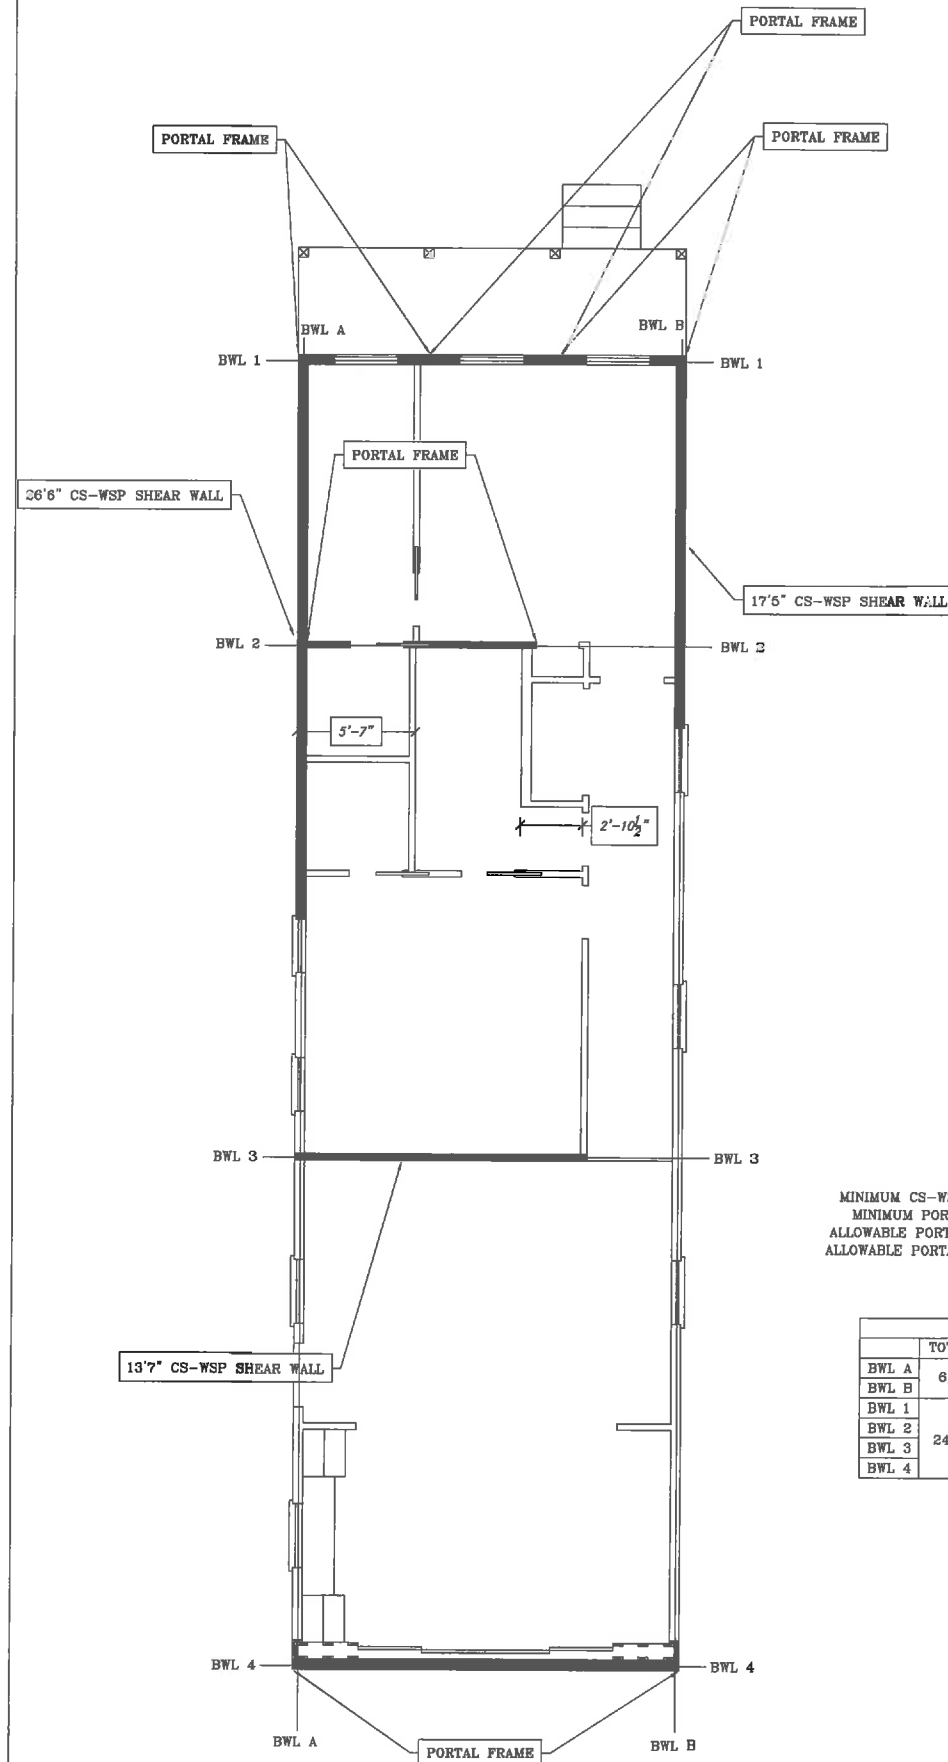 PORTAL FRAME
PORTAL FRAME
PORTAL FRAME
BWL A
BWL B
BWL 1
BWL 1
PORTAL FRAME
26'6" CS-WSP SHEAR WALL
17'5" CS-WSP SHEAR WALL
BWL 2
BWL 2
5'-7"
2'-10½"
BWL 3
BWL 3
MINIMUM CS-W
MINIMUM POR
ALLOWABLE PORT
ALLOWABLE PORTA
13'7" CS-WSP SHEAR WALL
TO
BWL A 6
BWL B
BWL 1
BWL 2
24
BWL 3
BWL 4
BWL 4
BWL 4
BWL A
BWL B
PORTAL FRAME